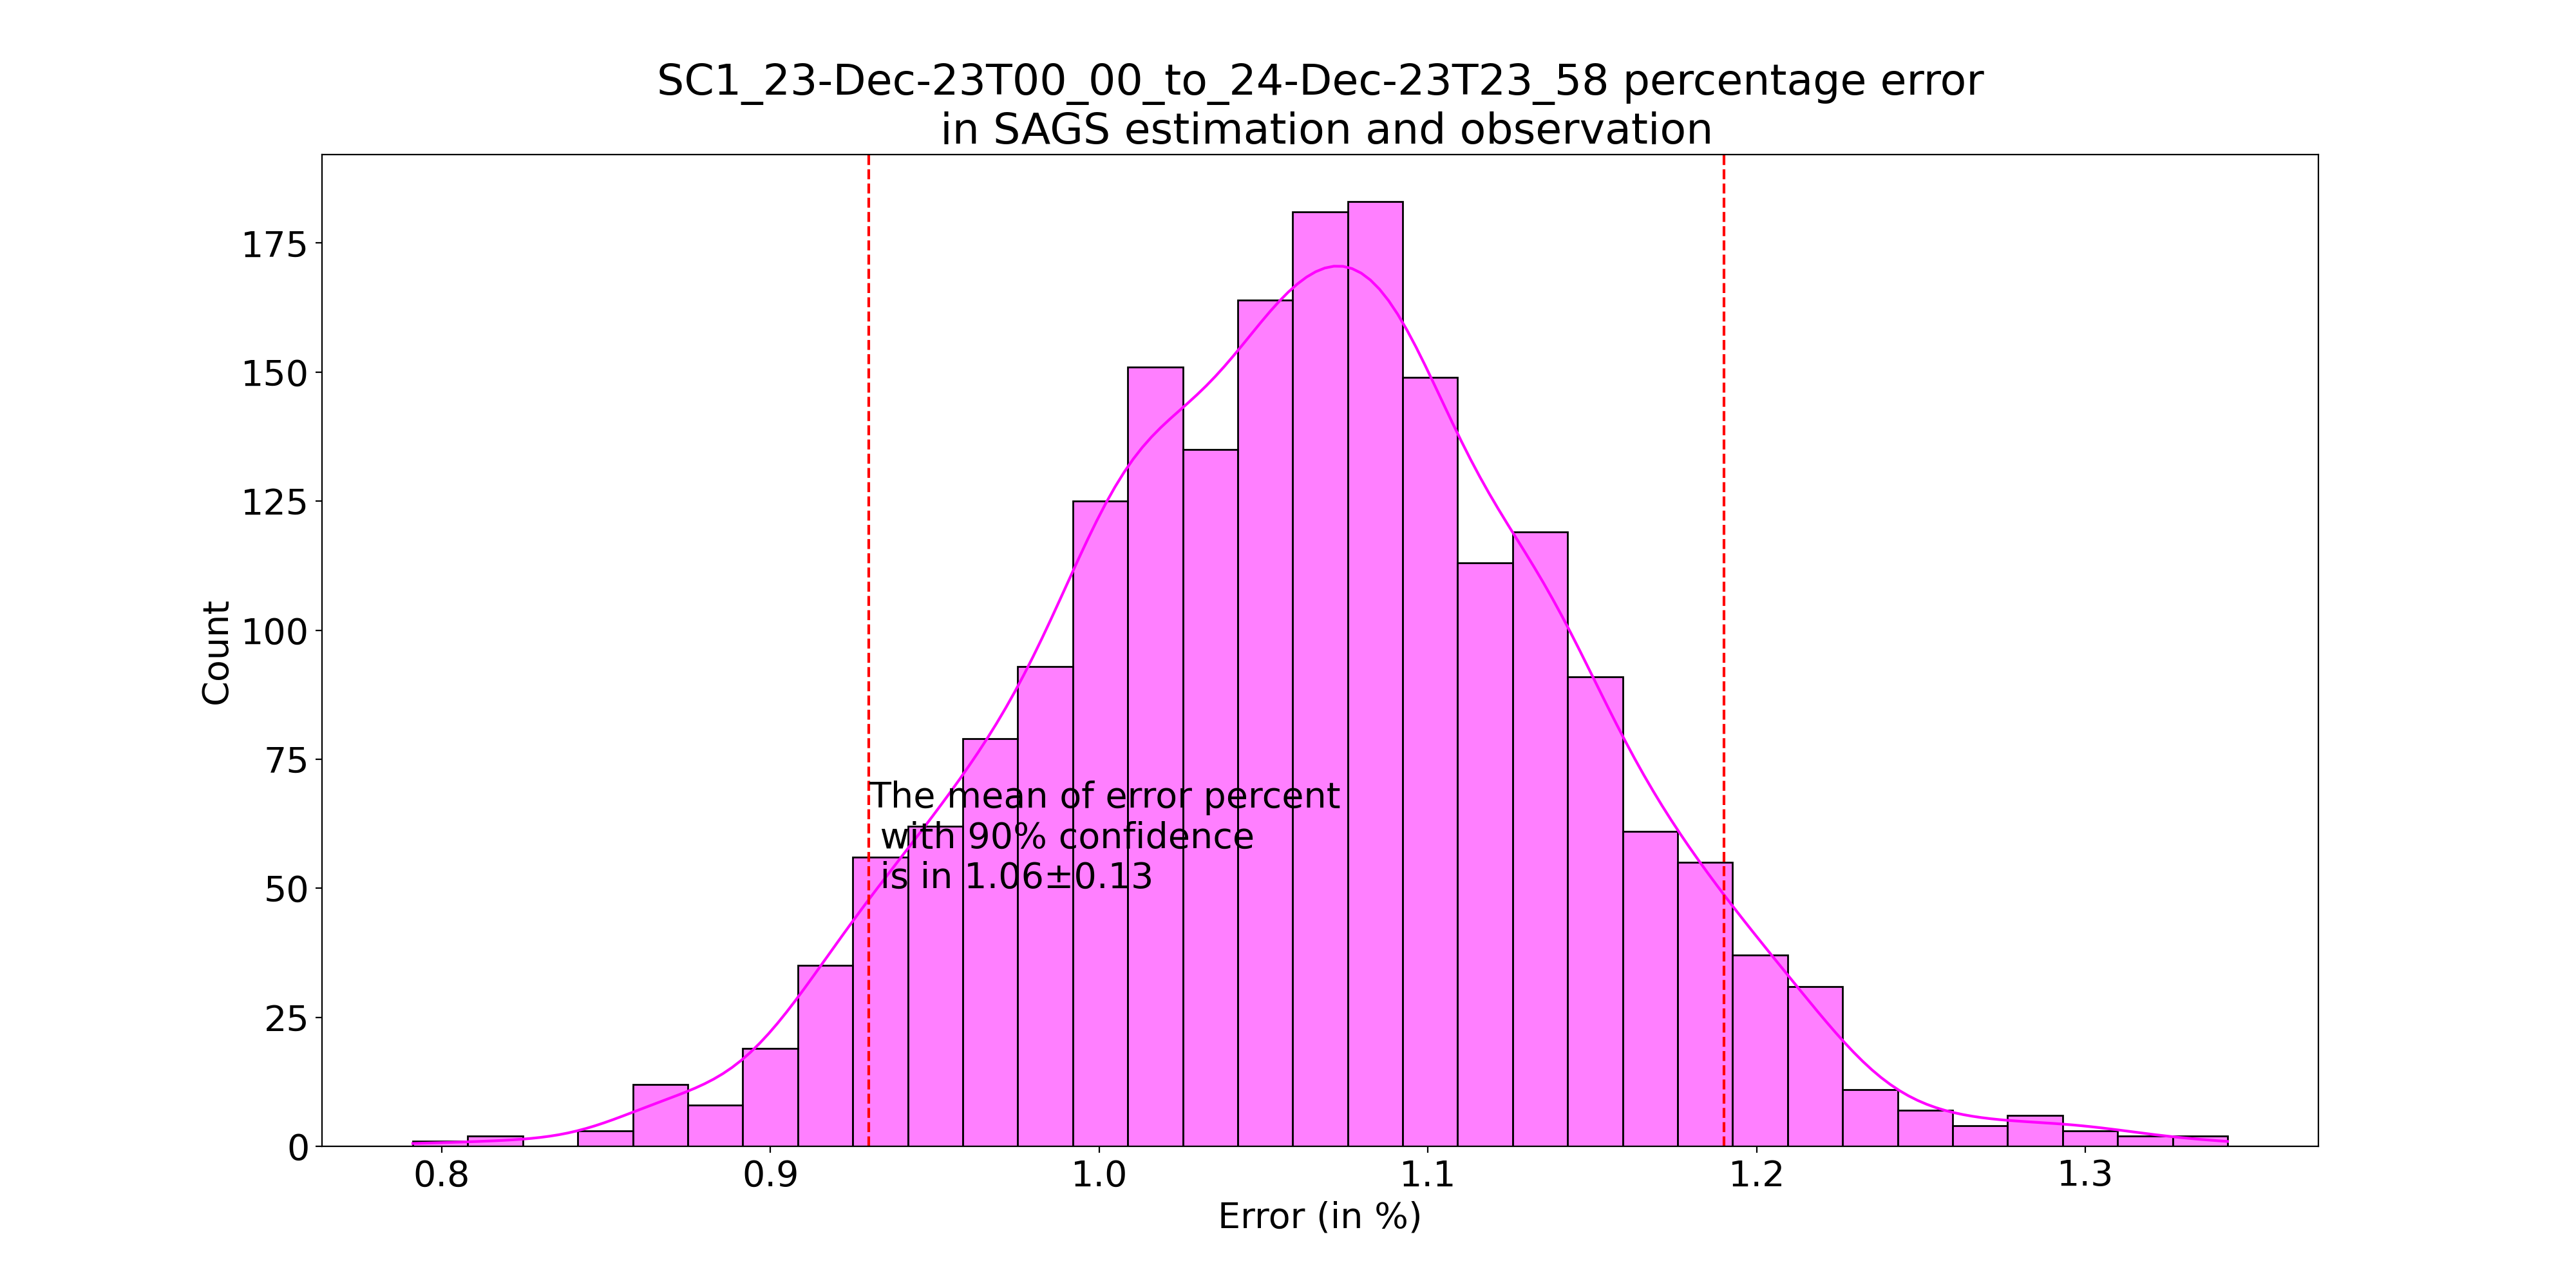 SC1_23-Dec-23T00_00_to_24-Dec-23T23_58 percentage error
in SAGS estimation and observation
175
150
125
100
75
50
25
0
Count
The mean of error percent
with 90% confidence
is in 1.06±0.13
0.8 0.9 1.0 1.1 1.2 1.3
Error (in %)